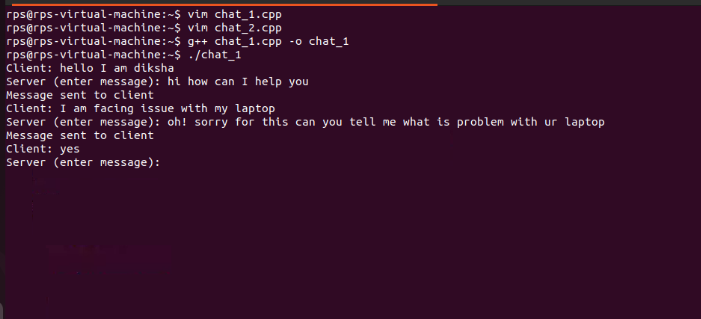 rps@rps-virtual-machine:~$ vim chat_1.cpp
rps@rps-virtual-machine:~$ vim chat_2.cpp
rps@rps-virtual-machine:~$ g++ chat_1.cpp -o chat_1
rps@rps-virtual-machine:~$ ./chat_1
Client: hello I am diksha
Server (enter message): hi how can I help you
Message sent to client
Client: I am facing issue with my laptop
Server (enter message): oh! sorry for this can you tell me what is problem with ur laptop
Message sent to client
Client: yes
Server (enter message):